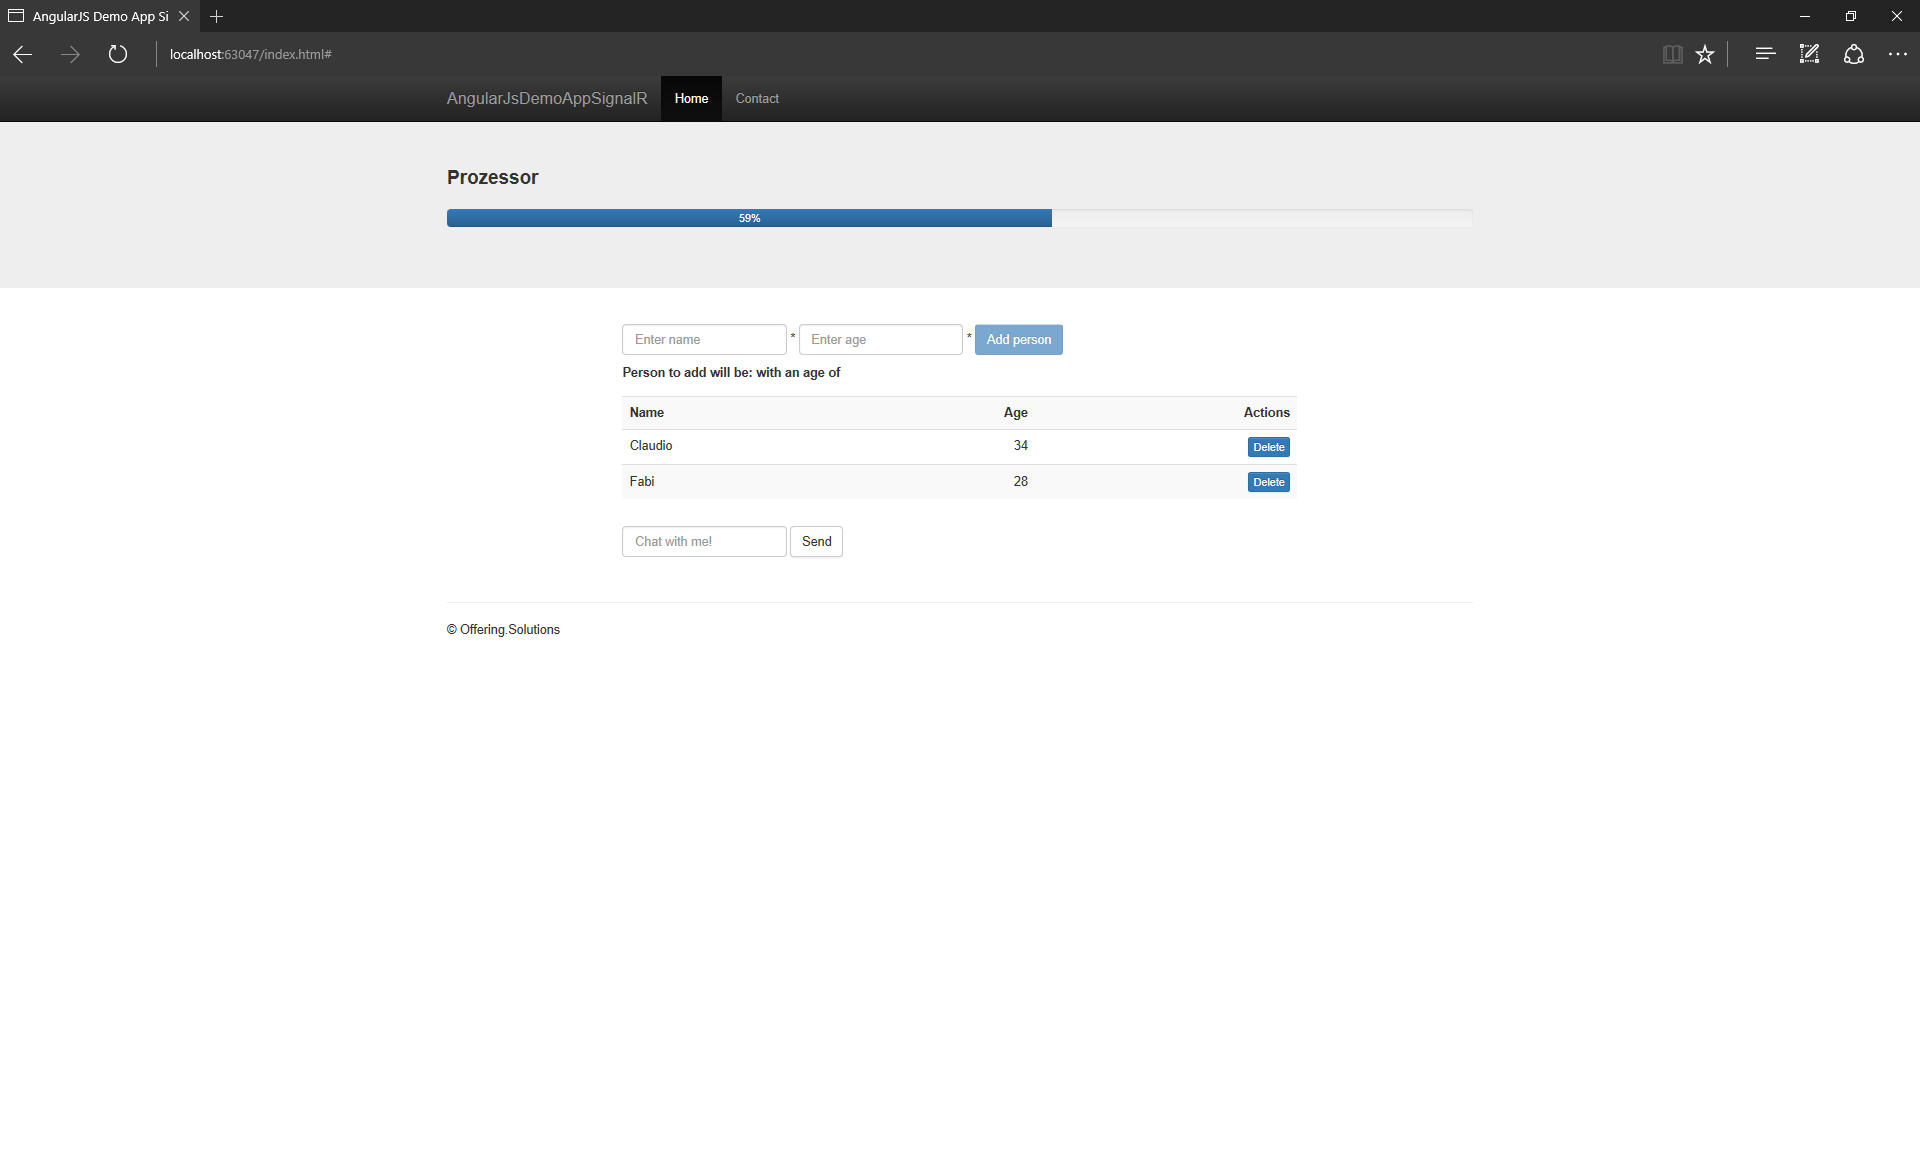 AngularJS Demo App Si
localhost:63047/index.html#
AngularJsDemoAppSignalR Home Contact
Prozessor
59%
Enter name * Enter age * Add person
Person to add will be: with an age of
Name Age Actions
Claudio 34 Delete
Fabi 28 Delete
Chat with me! Send
© Offering.Solutions